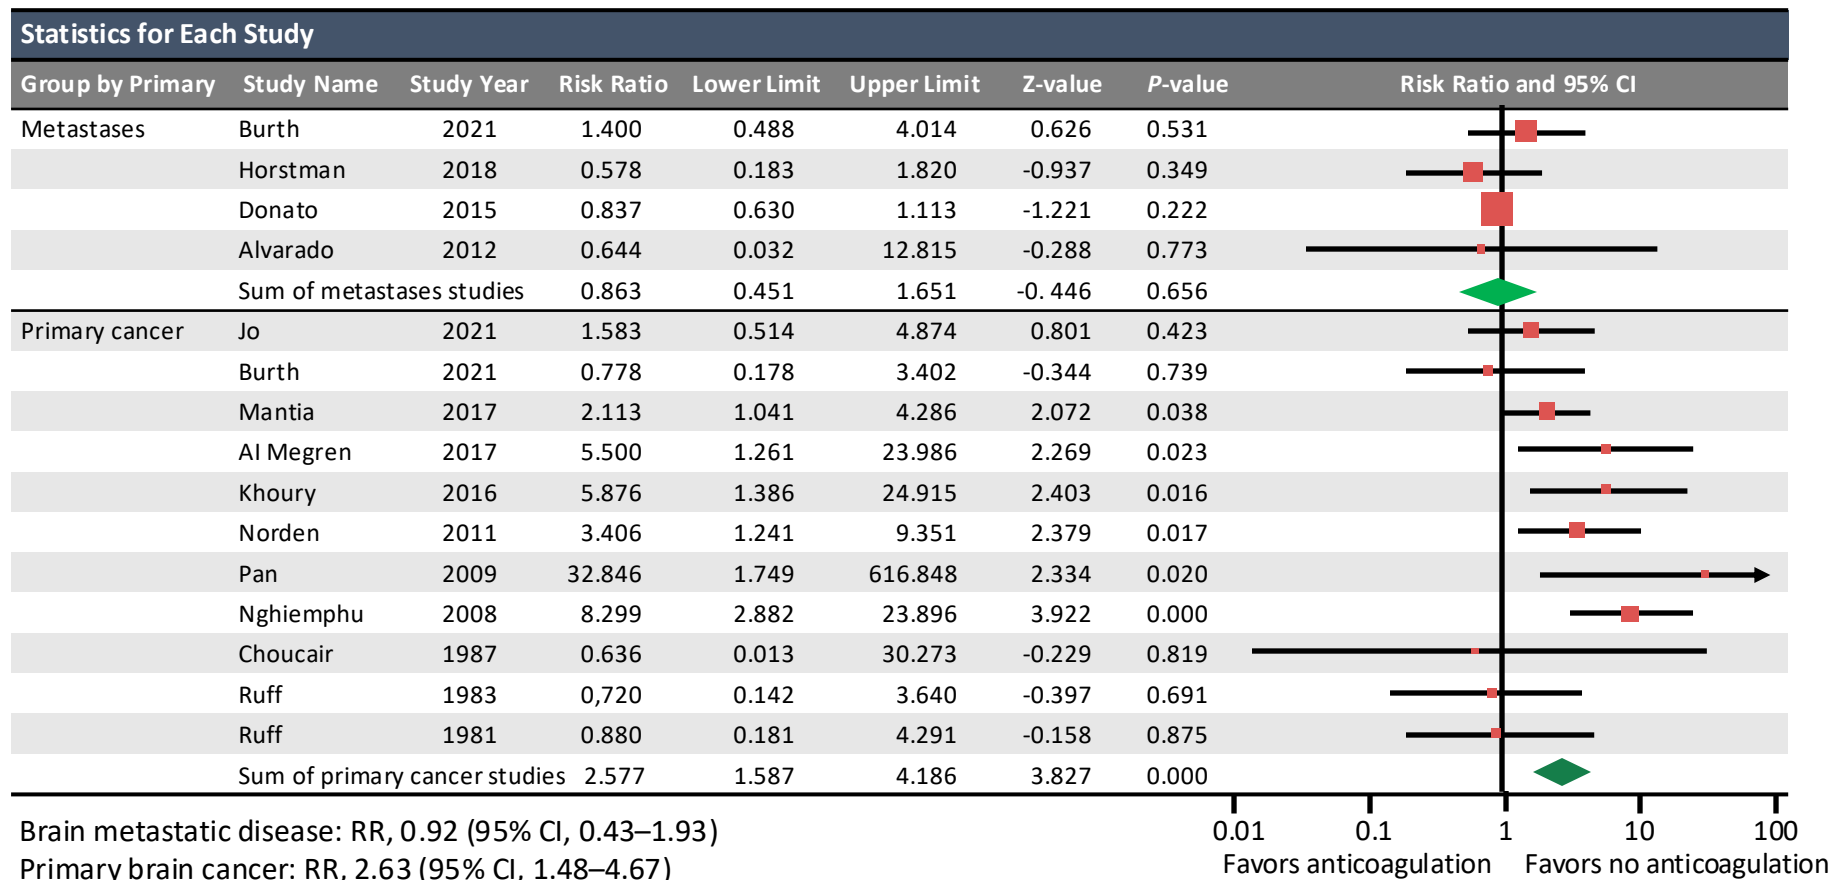 Statistics for Each Study
Group by Primary Study Name Study Year Risk Ratio Lower Limit Upper Limit Z-value P-value Risk Ratio and 95% CI
Metastases Burth 2021 1.400 0.488 4.014 0.626 0.531
Horstman 2018 0.578 0.183 1.820 -0.937 0.349
Donato 2015 0.837 0.630 1.113 -1.221 0.222
Alvarado 2012 0.644 0.032 12.815 -0.288 0.773
Sum of metastases studies 0.863 0.451 1.651 -0. 446 0.656
Primary cancer Jo 2021 1.583 0.514 4.874 0.801 0.423
Burth 2021 0.778 0.178 3.402 -0.344 0.739
Mantia 2017 2.113 1.041 4.286 2.072 0.038
AI Megren 2017 5.500 1.261 23.986 2.269 0.023
Khoury 2016 5.876 1.386 24.915 2.403 0.016
Norden 2011 3.406 1.241 9.351 2.379 0.017
Pan 2009 32.846 1.749 616.848 2.334 0.020
Nghiemphu 2008 8.299 2.882 23.896 3.922 0.000
Choucair 1987 0.636 0.013 30.273 -0.229 0.819
Ruff 1983 0,720 0.142 3.640 -0.397 0.691
Ruff 1981 0.880 0.181 4.291 -0.158 0.875
Sum of primary cancer studies 2.577 1.587 4.186 3.827 0.000
0.01 0.1 1 10 100
Favors anticoagulation Favors no anticoagulation
Brain metastatic disease: RR, 0.92 (95% CI, 0.43–1.93)
Primary brain cancer: RR, 2.63 (95% CI, 1.48–4.67)